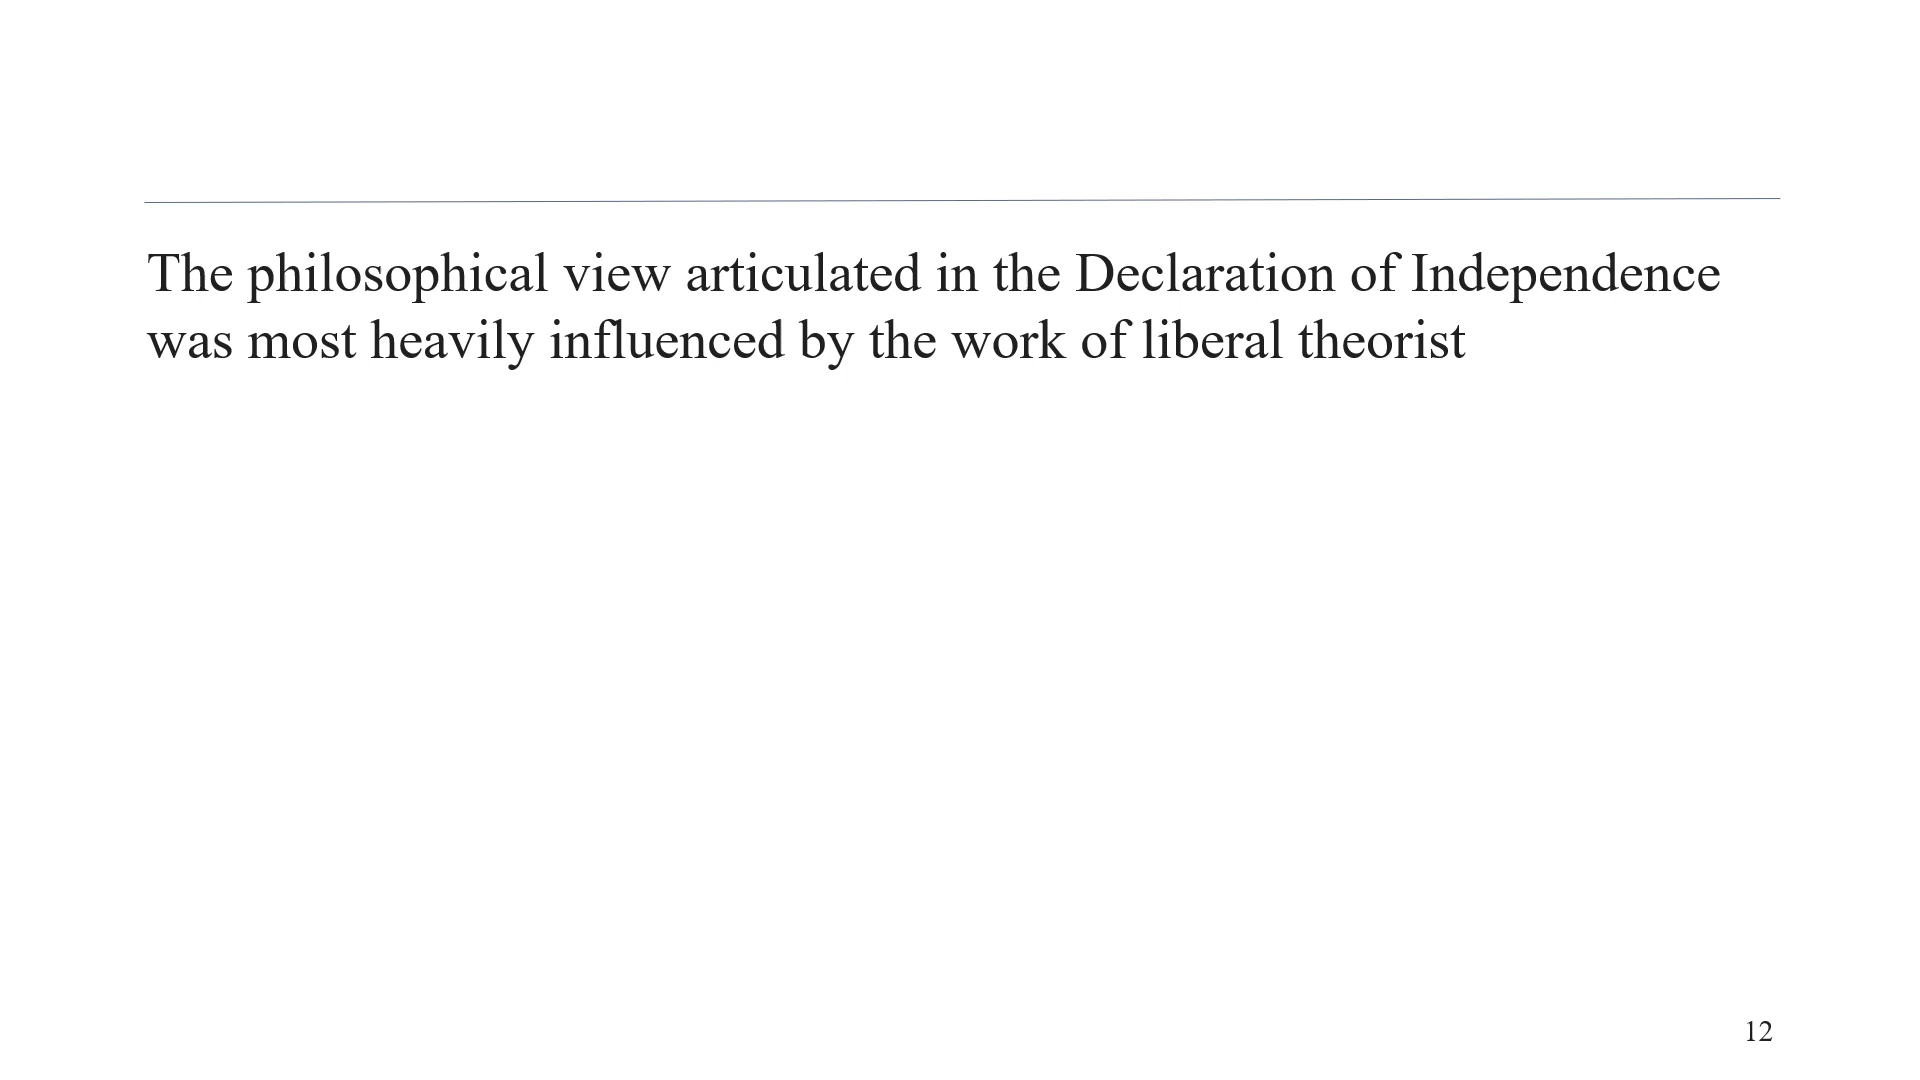 The philosophical view articulated in the Declaration of Independence
was most heavily influenced by the work of liberal theorist
12